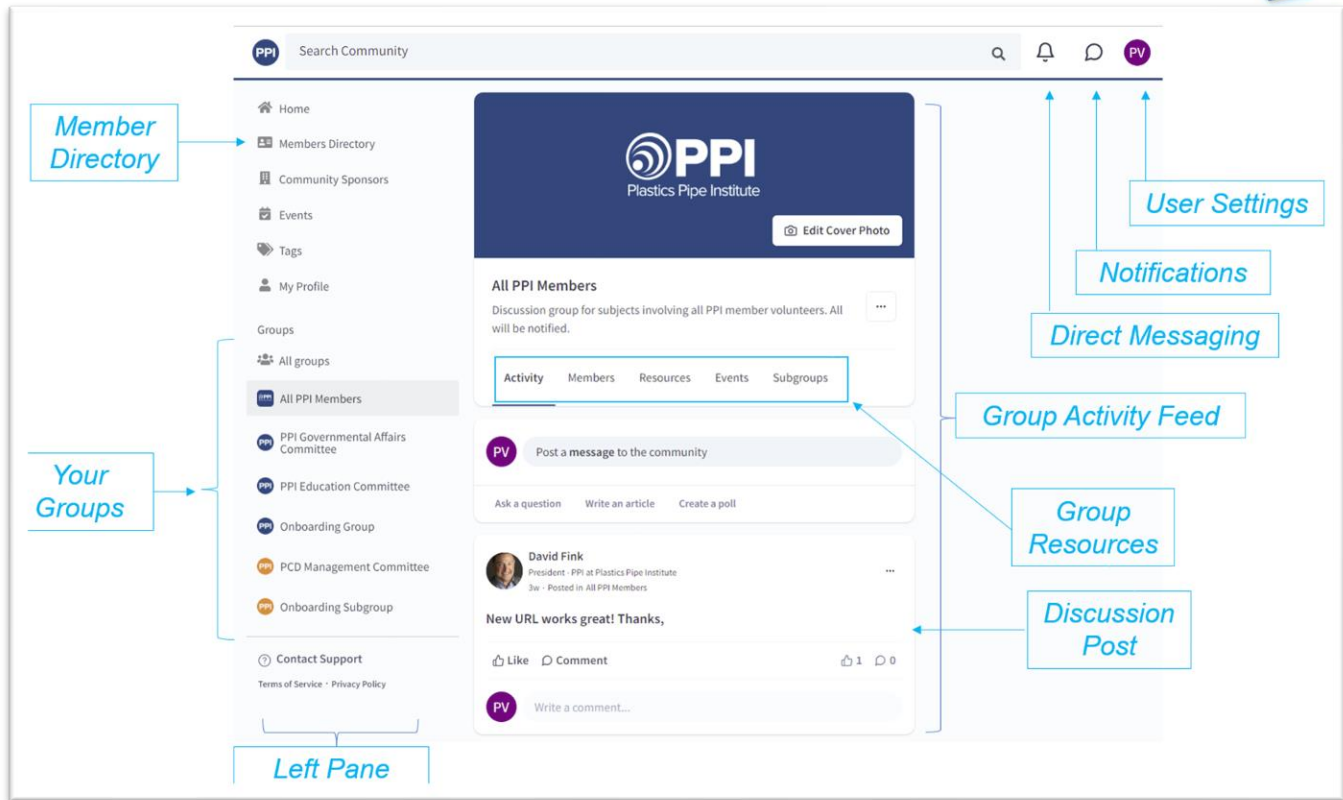 PPI
Search Community
PV
Member
Directory
Home
Members Directory
Community Sponsors
Events
Tags
My Profile
Groups
All groups
All PPI Members
PPI Governmental Affairs
Committee
PPI Education Committee
Onboarding Group
PCD Management Committee
Onboarding Subgroup
Your
Groups
Contact Support
Terms of Service · Privacy Policy
Left Pane
PPI
Plastics Pipe Institute
Edit Cover Photo
All PPI Members
Discussion group for subjects involving all PPI member volunteers. All
will be notified.
...
Activity Members Resources Events Subgroups
PV
Post a message to the community
Ask a question Write an article Create a poll
David Fink
President - PPI at Plastics Pipe Institute
3w · Posted in All PPI Members
...
New URL works great! Thanks,
Like Comment 1 0
PV
Write a comment...
User Settings
Notifications
Direct Messaging
Group Activity Feed
Group
Resources
Discussion
Post